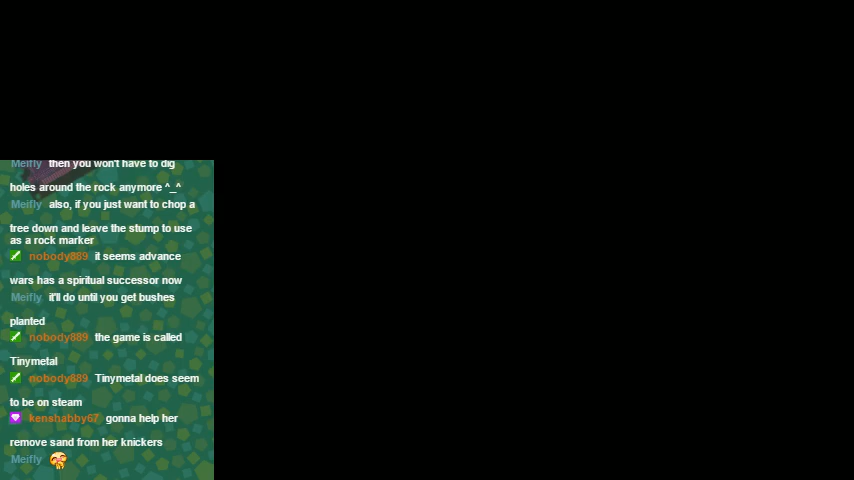 Meifly then you won't have to dig
holes around the rock anymore ^_^
Meifly also, if you just want to chop a
tree down and leave the stump to use
as a rock marker
nobody889 it seems advance
wars has a spiritual successor now
Meifly it'll do until you get bushes
planted
nobody889 the game is called
Tinymetal
nobody889 Tinymetal does seem
to be on steam
kenshabby67 gonna help her
remove sand from her knickers
Meifly